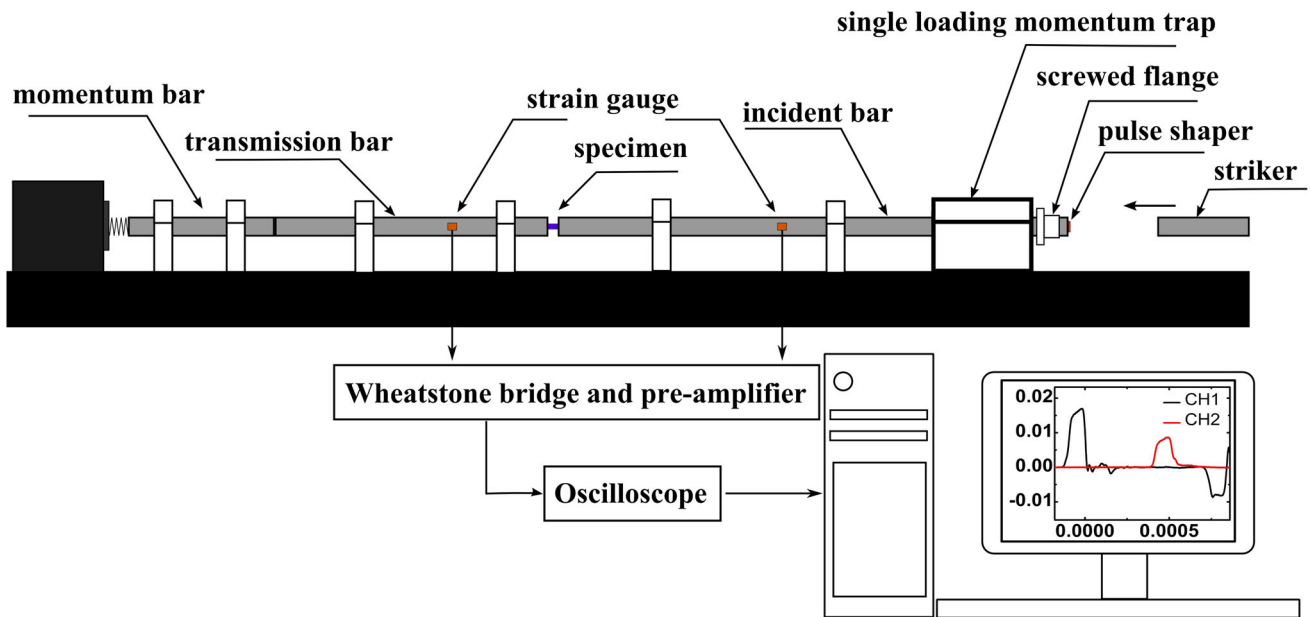 single loading momentum trap
screwed flange
momentum bar
strain gauge
incident bar
pulse shaper
transmission bar
specimen
striker
Wheatstone bridge and pre-amplifier
Oscilloscope
0.02
CH1
0.01
CH2
0.00
-0.01
0.0000 0.0005